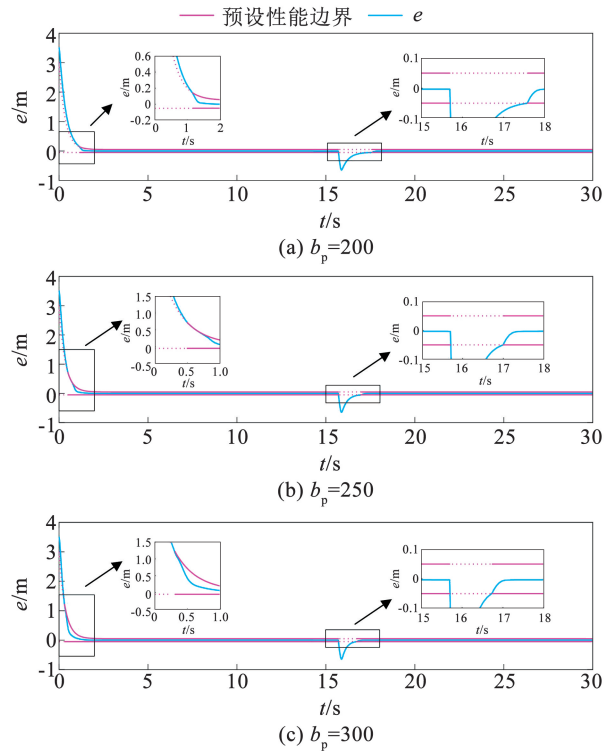 预设性能边界 e
4
3
2
1
0
-1
e/m
0 5 10 15 20 25 30
t/s
0.6
0.4
0.2
0
-0.2
e/m
0 1 2
t/s
0.1
0
-0.1
e/m
15 16 17 18
t/s
(a) bp=200
4
3
2
1
0
-1
e/m
0 5 10 15 20 25 30
t/s
1.5
1.0
0.5
0
-0.5
e/m
0 0.5 1.0
t/s
0.1
0
-0.1
e/m
15 16 17 18
t/s
(b) bp=250
4
3
2
1
0
-1
e/m
0 5 10 15 20 25 30
t/s
1.5
1.0
0.5
0
-0.5
e/m
0 0.5 1.0
t/s
0.1
0
-0.1
e/m
15 16 17 18
t/s
(c) bp=300